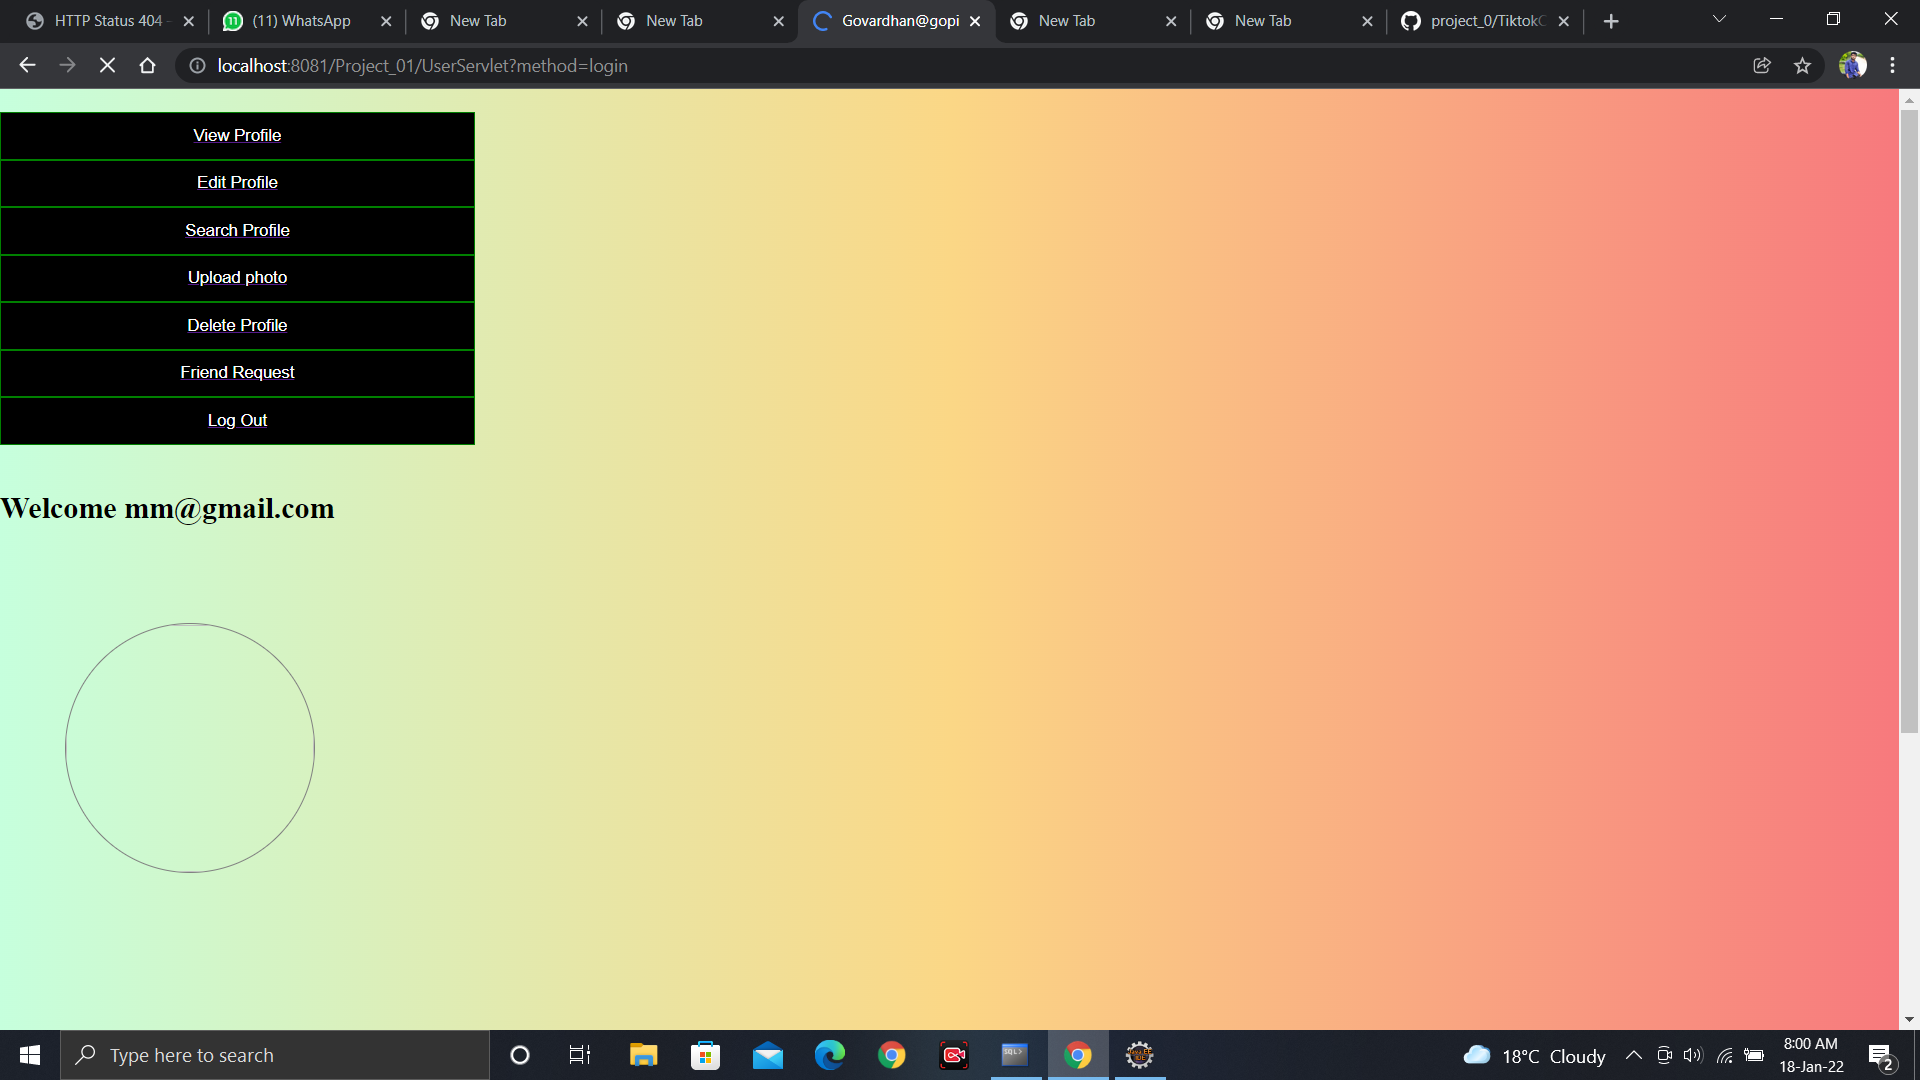 HTTP Status 404 -
(11) WhatsApp
New Tab
New Tab
Govardhan@gopi
New Tab
New Tab
project_0/TiktokC
localhost:8081/Project_01/UserServlet?method=login
View Profile
Edit Profile
Search Profile
Upload photo
Delete Profile
Friend Request
Log Out
Welcome mm@gmail.com
Type here to search
SQL>
18°C Cloudy
8:00 AM
18-Jan-22
2